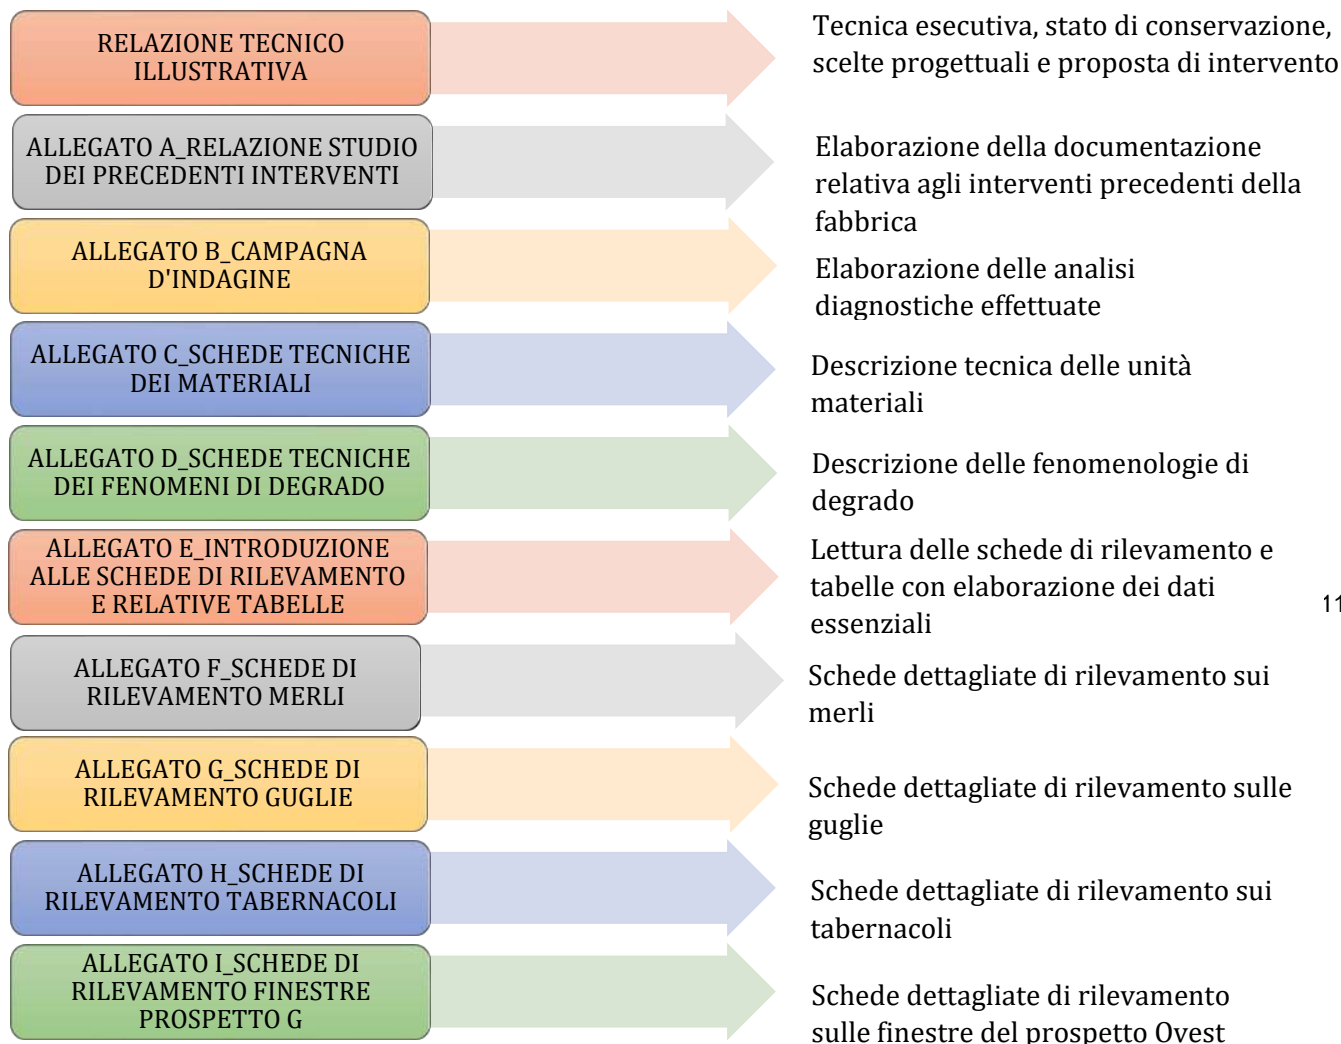 RELAZIONE TECNICO
ILLUSTRATIVA
Tecnica esecutiva, stato di conservazione,
scelte progettuali e proposta di intervento
ALLEGATO A_RELAZIONE STUDIO
DEI PRECEDENTI INTERVENTI
Elaborazione della documentazione
relativa agli interventi precedenti della
fabbrica
ALLEGATO B_CAMPAGNA
D'INDAGINE
Elaborazione delle analisi
diagnostiche effettuate
ALLEGATO C_SCHEDE TECNICHE
DEI MATERIALI
Descrizione tecnica delle unità
materiali
ALLEGATO D_SCHEDE TECNICHE
DEI FENOMENI DI DEGRADO
Descrizione delle fenomenologie di
degrado
ALLEGATO E_INTRODUZIONE
ALLE SCHEDE DI RILEVAMENTO
E RELATIVE TABELLE
Lettura delle schede di rilevamento e
tabelle con elaborazione dei dati
essenziali
11
ALLEGATO F_SCHEDE DI
RILEVAMENTO MERLI
Schede dettagliate di rilevamento sui
merli
ALLEGATO G_SCHEDE DI
RILEVAMENTO GUGLIE
Schede dettagliate di rilevamento sulle
guglie
ALLEGATO H_SCHEDE DI
RILEVAMENTO TABERNACOLI
Schede dettagliate di rilevamento sui
tabernacoli
ALLEGATO I_SCHEDE DI
RILEVAMENTO FINESTRE
PROSPETTO G
Schede dettagliate di rilevamento
sulle finestre del prospetto Ovest